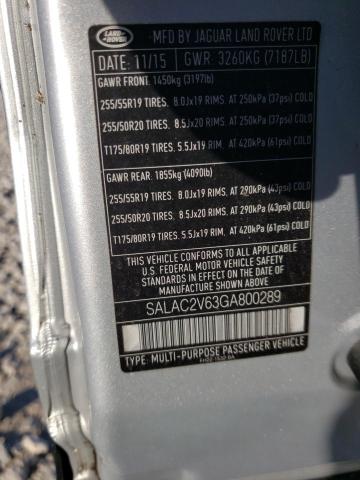 LAND ROVER
MFD BY JAGUAR LAND ROVER LTD
DATE: 11/15 GWR: 3260KG (7187LB)
GAWR FRONT: 1450kg (3197lb)
255/55R19 TIRES. 8.0Jx19 RIMS. AT 250kPa (37psi) COLD
255/50R20 TIRES. 8.5Jx20 RIMS. AT 250kPa (37psi) COLD
T175/80R19 TIRES. 5.5Jx19 RIM. AT 420kPa (61psi) COLD
GAWR REAR: 1855kg (4090lb)
255/55R19 TIRES. 8.0Jx19 RIMS. AT 290kPa (43psi) COLD
255/50R20 TIRES. 8.5Jx20 RIMS. AT 290kPa (43psi) COLD
T175/80R19 TIRES. 5.5Jx19 RIM. AT 420kPa (61psi) COLD
THIS VEHICLE CONFORMS TO ALL APPLICABLE
U.S. FEDERAL MOTOR VEHICLE SAFETY
STANDARDS IN EFFECT ON THE DATE OF
MANUFACTURE SHOWN ABOVE.
SALAC2V63GA800289
TYPE: MULTI-PURPOSE PASSENGER VEHICLE